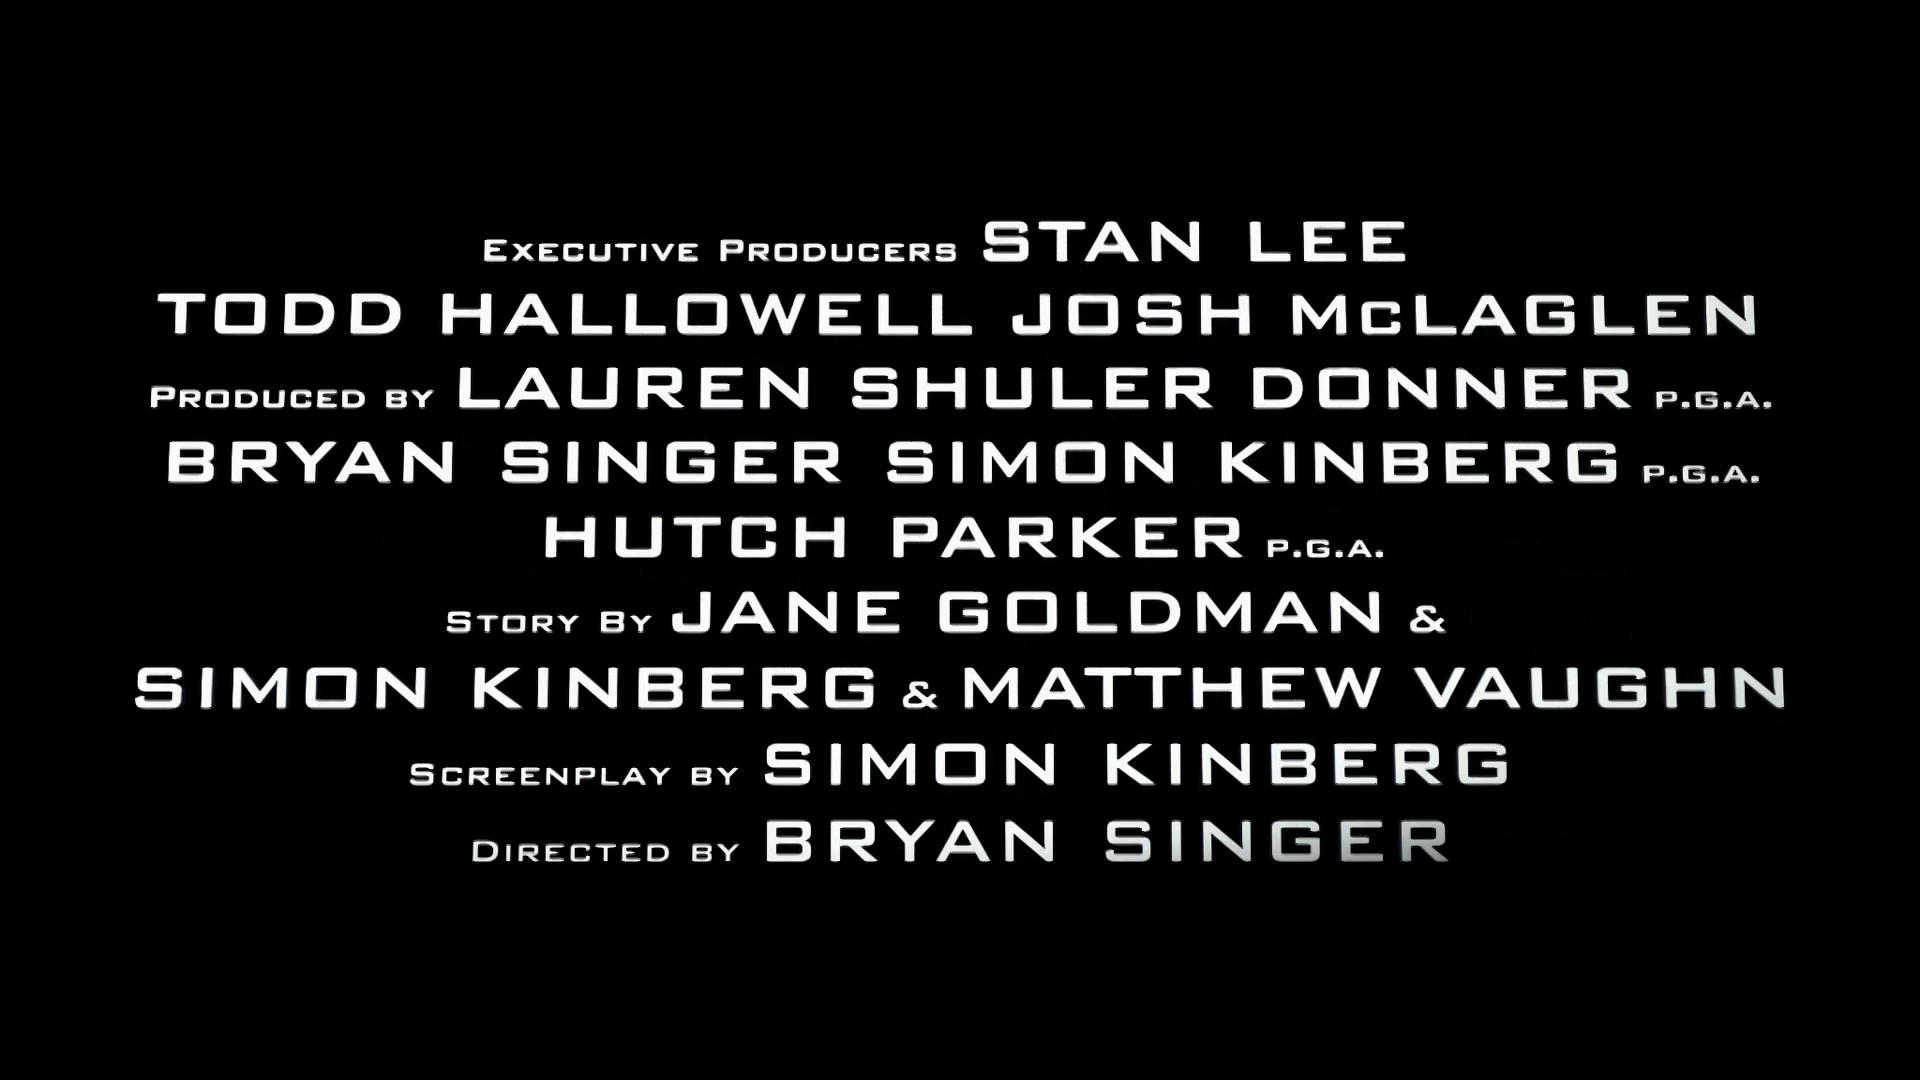 Executive Producers STAN LEE
TODD HALLOWELL JOSH McLAGLEN
Produced by LAUREN SHULER DONNER P.G.A.
BRYAN SINGER SIMON KINBERG P.G.A.
HUTCH PARKER P.G.A.
Story By JANE GOLDMAN &
SIMON KINBERG & MATTHEW VAUGHN
Screenplay by SIMON KINBERG
Directed by BRYAN SINGER